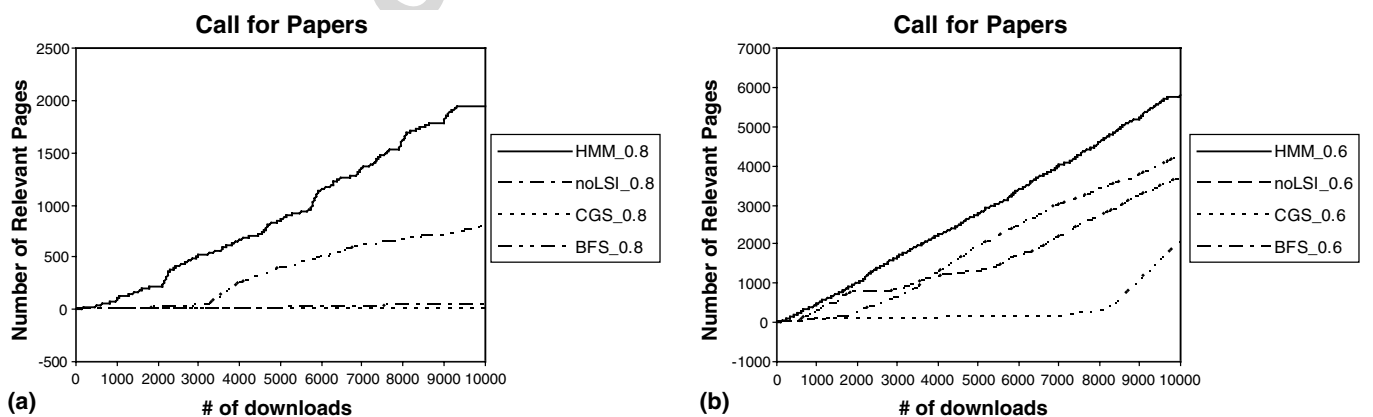 Call for Papers
Number of Relevant Pages
2500
2000
1500
1000
500
0
-500
0 1000 2000 3000 4000 5000 6000 7000 8000 9000 10000
# of downloads
(a)
HMM_0.8
noLSI_0.8
CGS_0.8
BFS_0.8
Call for Papers
Number of Relevant Pages
7000
6000
5000
4000
3000
2000
1000
0
-1000
0 1000 2000 3000 4000 5000 6000 7000 8000 9000 10000
# of downloads
(b)
HMM_0.6
noLSI_0.6
CGS_0.6
BFS_0.6